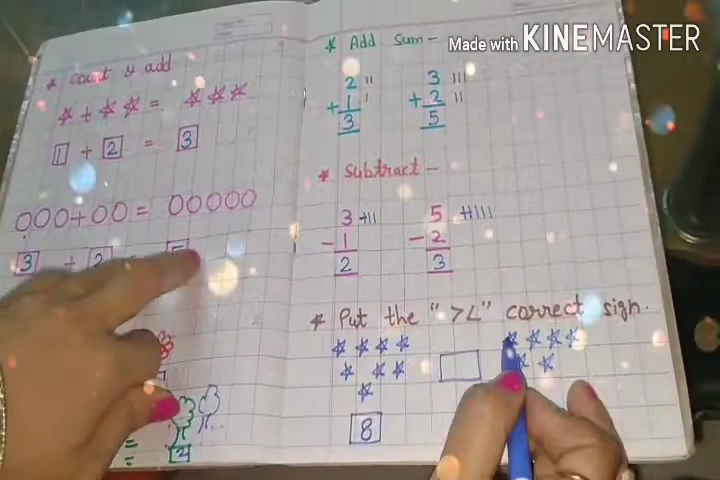 * Count & add
☆ + ☆ ☆ = ☆ ☆ ☆
1 + 2 = 3
000+00 = 00000
3 + 2
=
=
2
* Add Sum-
2 ||
+1 |
3
3 |||
+2 ||
5
* Subtract-
3
-1
2
5
-2
3
* Put the "><" correct sign.
8
Made with KINEMASTER